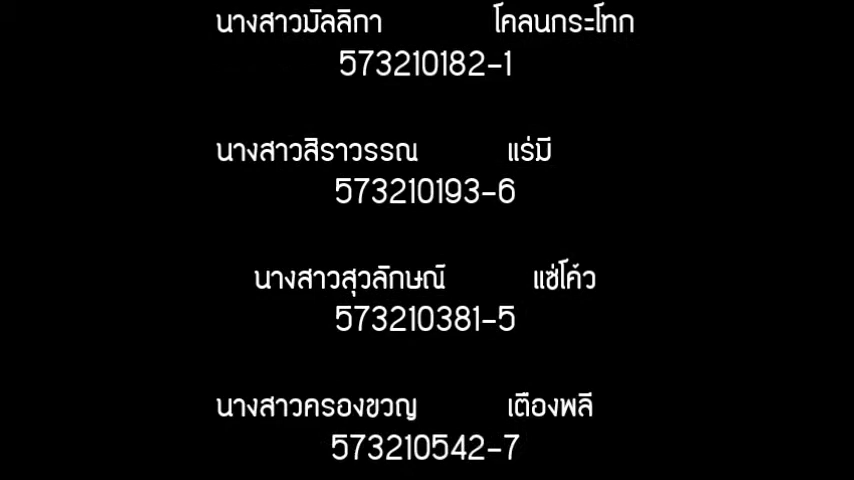 นางสาวมัลลิกา โคลนกระโทก
573210182-1
นางสาวสิราวรรณ แร่มี
573210193-6
นางสาวสุวลักษณ์ แซ่โค้ว
573210381-5
นางสาวครองขวญ เตืองพลี
573210542-7